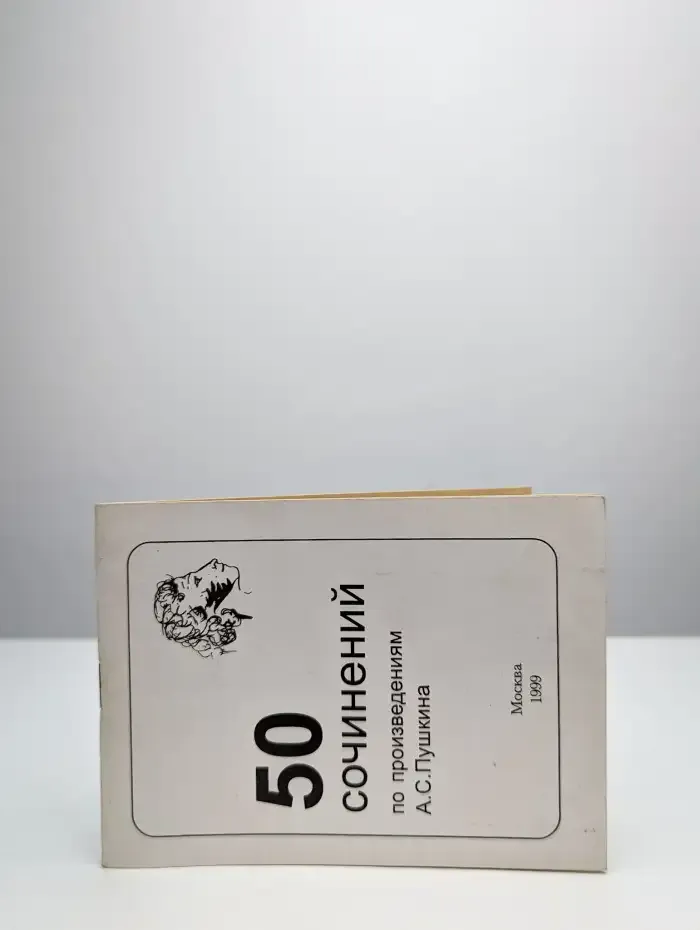 50
сочинений
по произведениям
А.С.Пушкина
Москва
1999